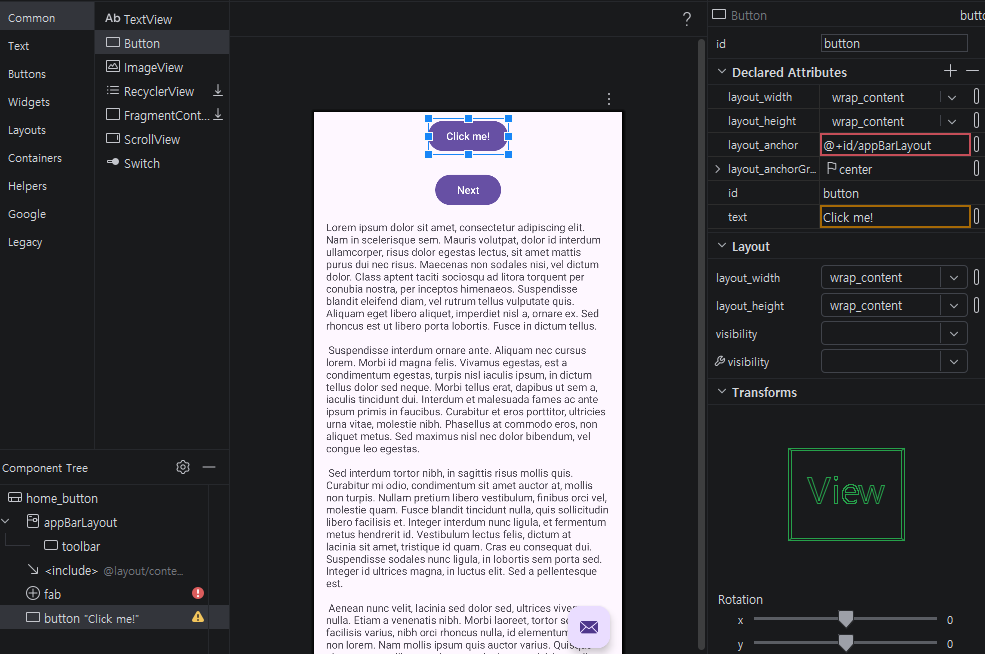 Common
Text
Buttons
Widgets
Layouts
Containers
Helpers
Google
Legacy
Ab TextView
Button
ImageView
RecyclerView
FragmentCont...
ScrollView
Switch
?
Component Tree
home_button
appBarLayout
toolbar
<include> @layout/conte...
fab
button "Click me!"
Click me!
Next
Lorem ipsum dolor sit amet, consectetur adipiscing elit.
Nam in scelerisque sem. Mauris volutpat, dolor id interdum
ullamcorper, risus dolor egestas lectus, sit amet mattis
purus dui nec risus. Maecenas non sodales nisi, vel dictum
dolor. Class aptent taciti sociosqu ad litora torquent per
conubia nostra, per inceptos himenaeos. Suspendisse
blandit eleifend diam, vel rutrum tellus vulputate quis.
Aliquam eget libero aliquet, imperdiet nisl a, ornare ex. Sed
rhoncus est ut libero porta lobortis. Fusce in dictum tellus.
Suspendisse interdum ornare ante. Aliquam nec cursus
lorem. Morbi id magna felis. Vivamus egestas, est a
condimentum egestas, turpis nisl iaculis ipsum, in dictum
tellus dolor sed neque. Morbi tellus erat, dapibus ut sem a,
iaculis tincidunt dui. Interdum et malesuada fames ac ante
ipsum primis in faucibus. Curabitur et eros porttitor, ultricies
urna vitae, molestie nibh. Phasellus at commodo eros, non
aliquet metus. Sed maximus nisl nec dolor bibendum, vel
congue leo egestas.
Sed interdum tortor nibh, in sagittis risus mollis quis.
Curabitur mi odio, condimentum sit amet auctor at, mollis
non turpis. Nullam pretium libero vestibulum, finibus orci vel,
molestie quam. Fusce blandit tincidunt nulla, quis sollicitudin
libero facilisis et. Integer interdum nunc ligula, et fermentum
metus hendrerit id. Vestibulum lectus felis, dictum at
lacinia sit amet, tristique id quam. Cras eu consequat dui.
Suspendisse sodales nunc ligula, in lobortis sem porta sed.
Integer id ultrices magna, in luctus elit. Sed a pellentesque
est.
Aenean nunc velit, lacinia sed dolor sed, ultrices
nulla. Etiam a venenatis nibh. Morbi laoreet, tortor
facilisis varius, nibh orci rhoncus nulla, id elementum
non lorem. Nam mollis ipsum quis auctor varius.
Button
butto
id
button
Declared Attributes
layout_width wrap_content
layout_height wrap_content
layout_anchor @+id/appBarLayout
layout_anchorGr... center
id button
text Click me!
Layout
layout_width wrap_content
layout_height wrap_content
visibility
visibility
Transforms
View
Rotation
x 0
y 0